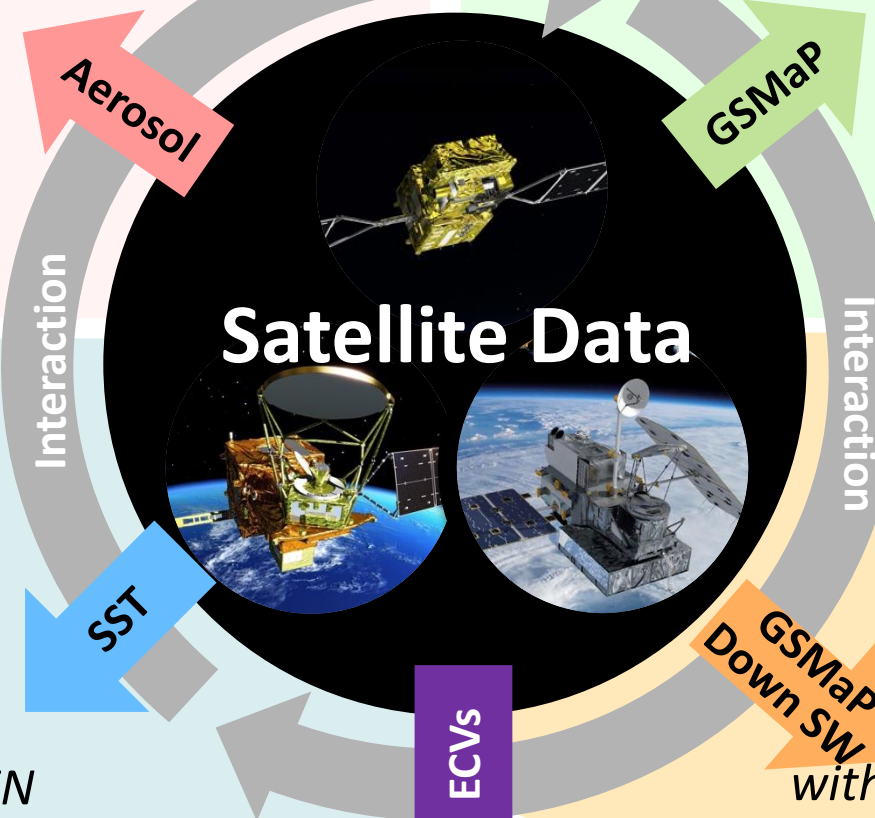 Aerosol
GSMaP
Interaction
Satellite Data
Interaction
SST
GSMaP
Down SW
ECVs
with